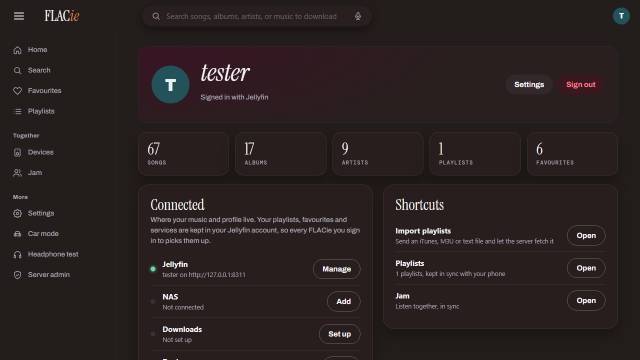 FLACie
Search songs, albums, artists, or music to download
T
Home
Search
Favourites
Playlists
Together
Devices
Jam
More
Settings
Car mode
Headphone test
Server admin
T
tester
Signed in with Jellyfin
Settings
Sign out
67
SONGS
17
ALBUMS
9
ARTISTS
1
PLAYLISTS
6
FAVOURITES
Connected
Where your music and profile live. Your playlists, favourites and
services are kept in your Jellyfin account, so every FLACie you sign
in to picks them up.
Jellyfin
tester on http://127.0.0.1:8311
Manage
NAS
Not connected
Add
Downloads
Not set up
Set up
Shortcuts
Import playlists
Send an iTunes, M3U or text file and let the server fetch it
Open
Playlists
1 playlists, kept in sync with your phone
Open
Jam
Listen together, in sync
Open